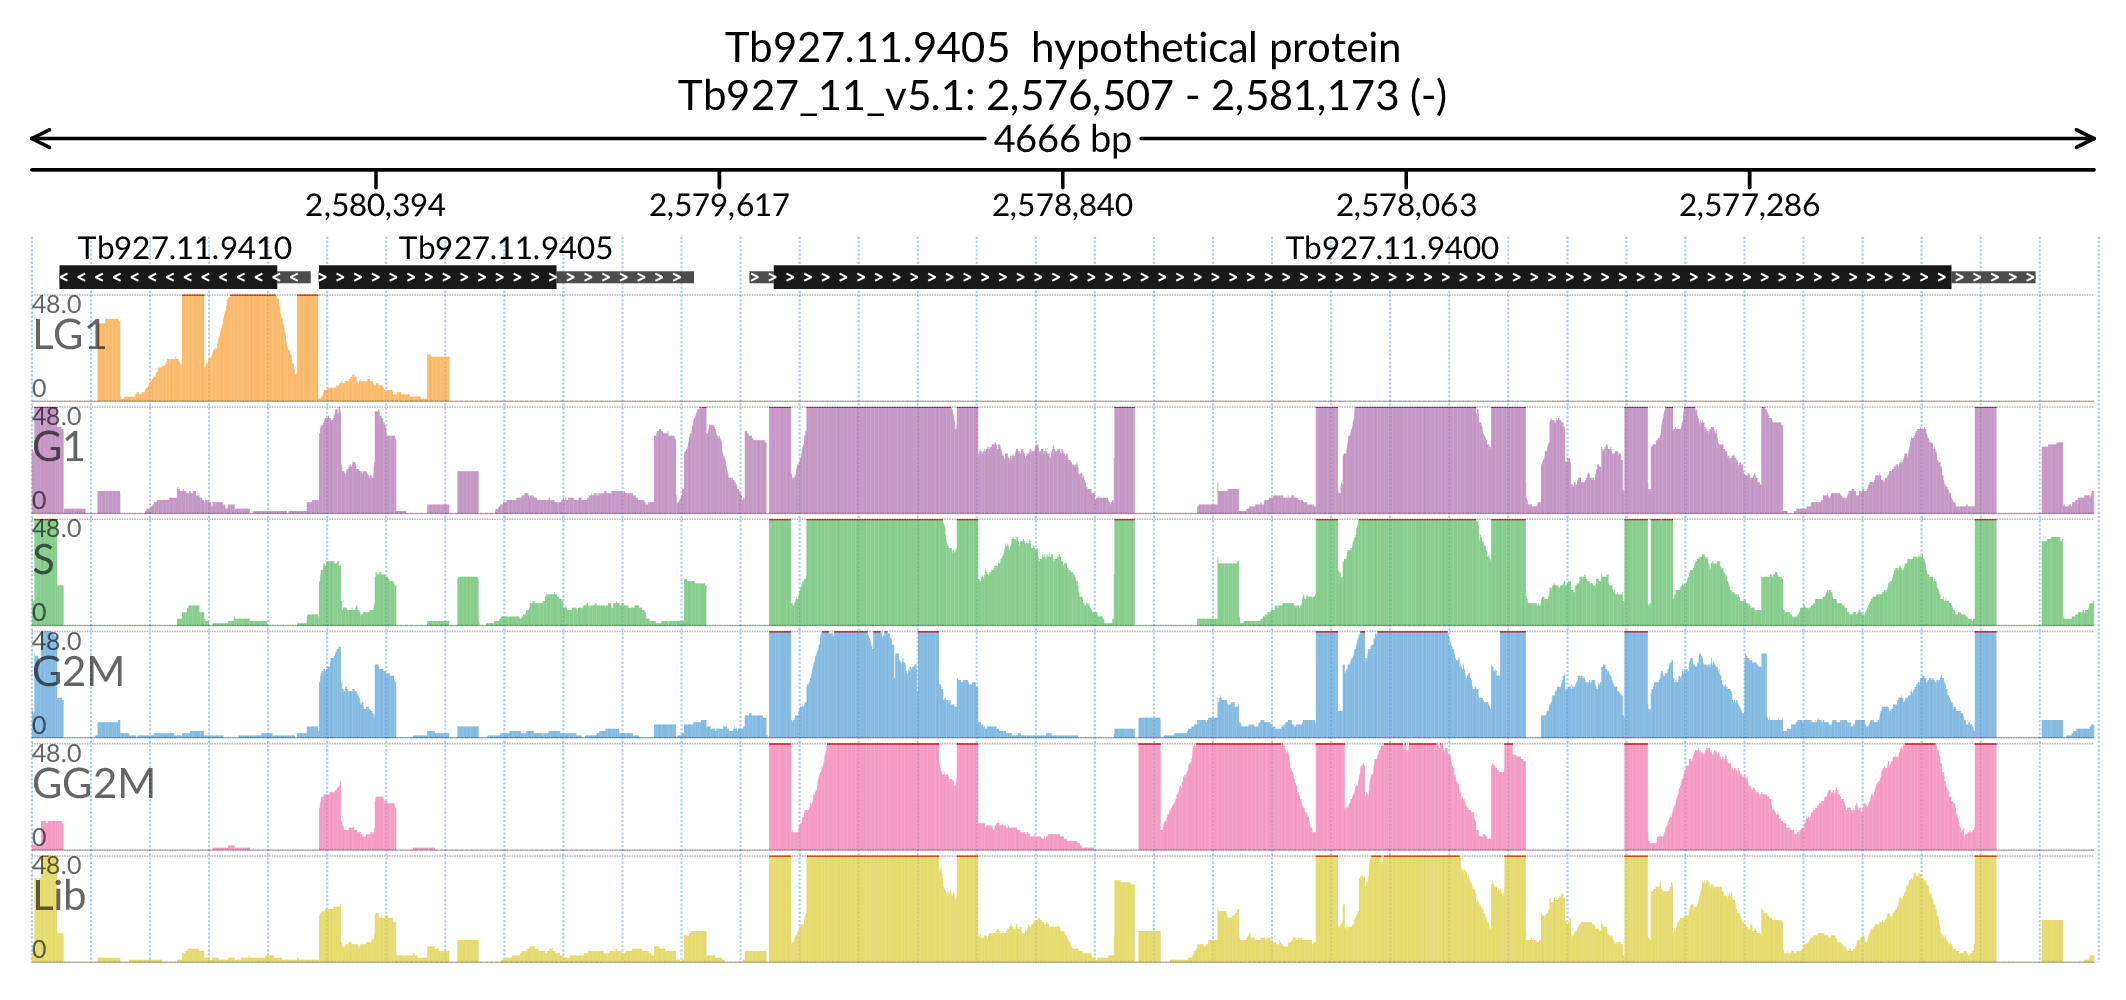 Tb927.11.9405  hypothetical protein
Tb927_11_v5.1: 2,576,507 - 2,581,173 (-)
4666 bp
2,580,394 2,579,617 2,578,840 2,578,063 2,577,286
Tb927.11.9410 Tb927.11.9405 Tb927.11.9400
48.0
LG1
0
48.0
G1
0
48.0
S
0
48.0
G2M
0
48.0
GG2M
0
48.0
Lib
0